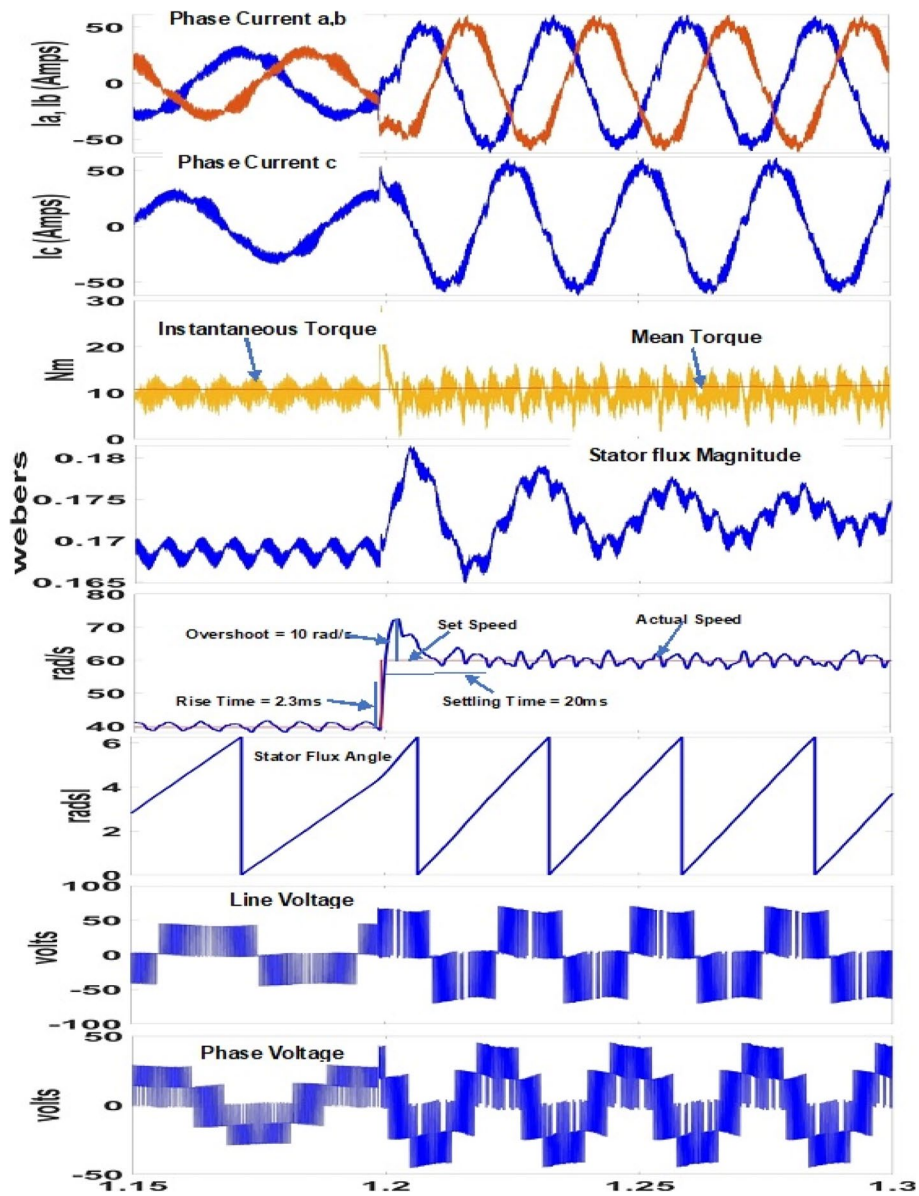 Phase Current a,b
Ia, Ib (Amps)
50
0
-50
Phase Current c
Ic (Amps)
50
0
-50
30
Instantaneous Torque
Mean Torque
Nm
20
10
0
Stator flux Magnitude
webers
0.18
0.175
0.17
0.165
80
70
60
50
40
rad/s
Overshoot = 10 rad/s
Set Speed
Actual Speed
Rise Time = 2.3ms
Settling Time = 20ms
6
4
2
0
radsl
Stator Flux Angle
100
50
0
-50
-100
volts
Line Voltage
50
0
-50
volts
Phase Voltage
1.15
1.2
1.25
1.3